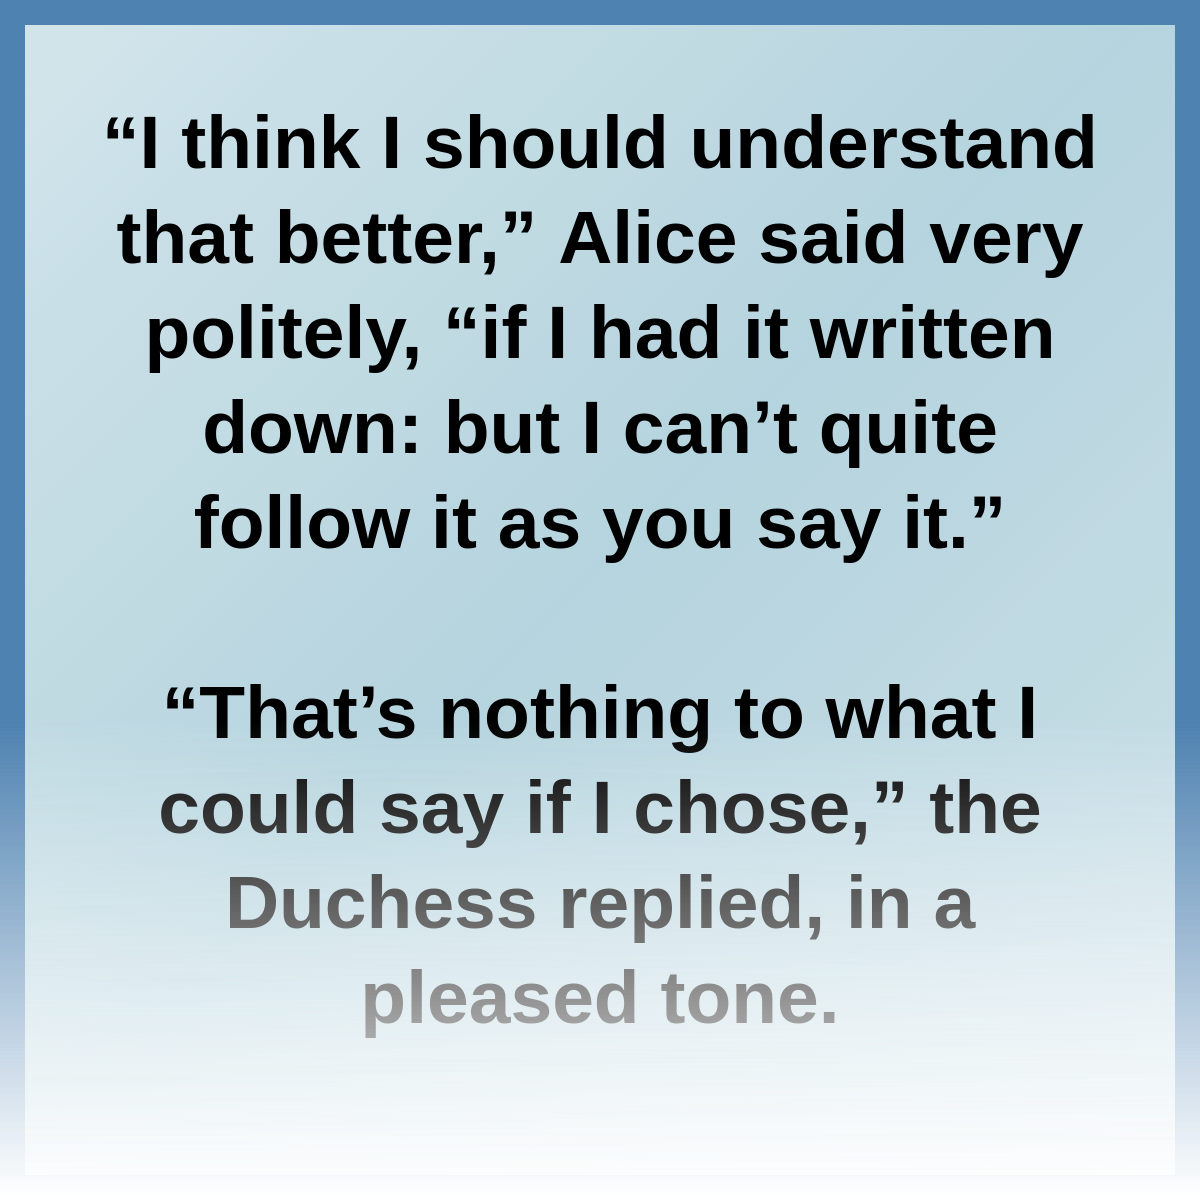 “I think I should understand
that better,” Alice said very
politely, “if I had it written
down: but I can’t quite
follow it as you say it.”
“That’s nothing to what I
could say if I chose,” the
Duchess replied, in a
pleased tone.